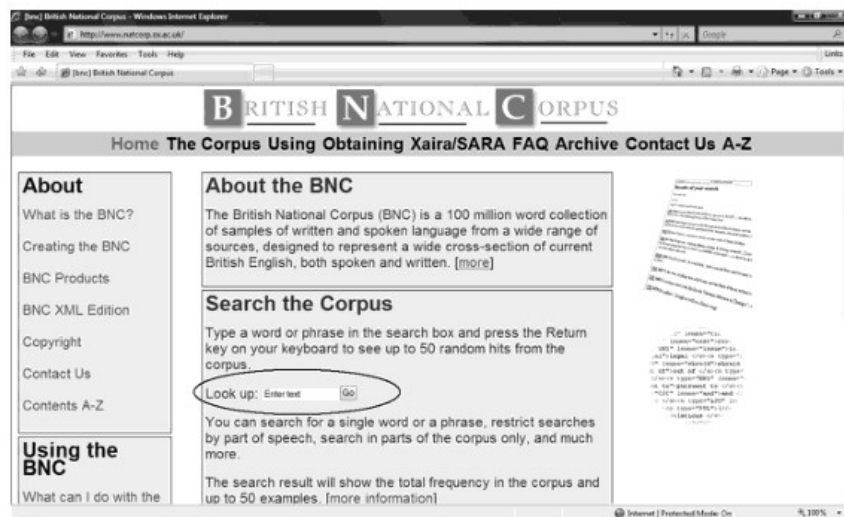 [bnc] British National Corpus - Windows Internet Explorer
http://www.natcorp.ox.ac.uk/
Google
File Edit View Favorites Tools Help
Links
[bnc] British National Corpus
Page
Tools
BRITISH NATIONAL CORPUS
Home The Corpus Using Obtaining Xaira/SARA FAQ Archive Contact Us A-Z
About
What is the BNC?
Creating the BNC
BNC Products
BNC XML Edition
Copyright
Contact Us
Contents A-Z
Using the
BNC
What can I do with the
About the BNC
The British National Corpus (BNC) is a 100 million word collection
of samples of written and spoken language from a wide range of
sources, designed to represent a wide cross-section of current
British English, both spoken and written. [more]
Search the Corpus
Type a word or phrase in the search box and press the Return
key on your keyboard to see up to 50 random hits from the
corpus.
Look up: Enter text Go
You can search for a single word or a phrase, restrict searches
by part of speech, search in parts of the corpus only, and much
more.
The search result will show the total frequency in the corpus and
up to 50 examples. [more information]
Results of your search
Internet | Protected Mode: On
100%